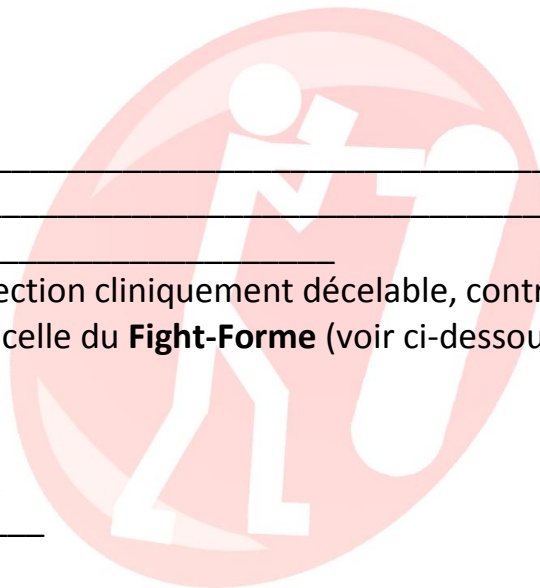 ection cliniquement décelable, contr
celle du Fight-Forme (voir ci-dessou